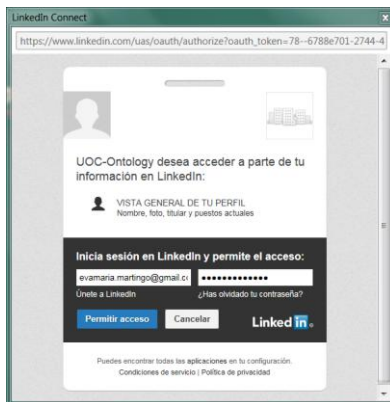 LinkedIn Connect
https://www.linkedin.com/uas/oauth/authorize?oauth_token=78--6788e701-2744-4
UOC-Ontology desea acceder a parte de tu
información en LinkedIn:
VISTA GENERAL DE TU PERFIL
Nombre, foto, titular y puestos actuales
Inicia sesión en LinkedIn y permite el acceso:
evamaria.martingo@gmail.c
Únete a LinkedIn ¿Has olvidado tu contraseña?
Permitir acceso Cancelar Linked in
Puedes encontrar todas las aplicaciones en tu configuración.
Condiciones de servicio | Política de privacidad